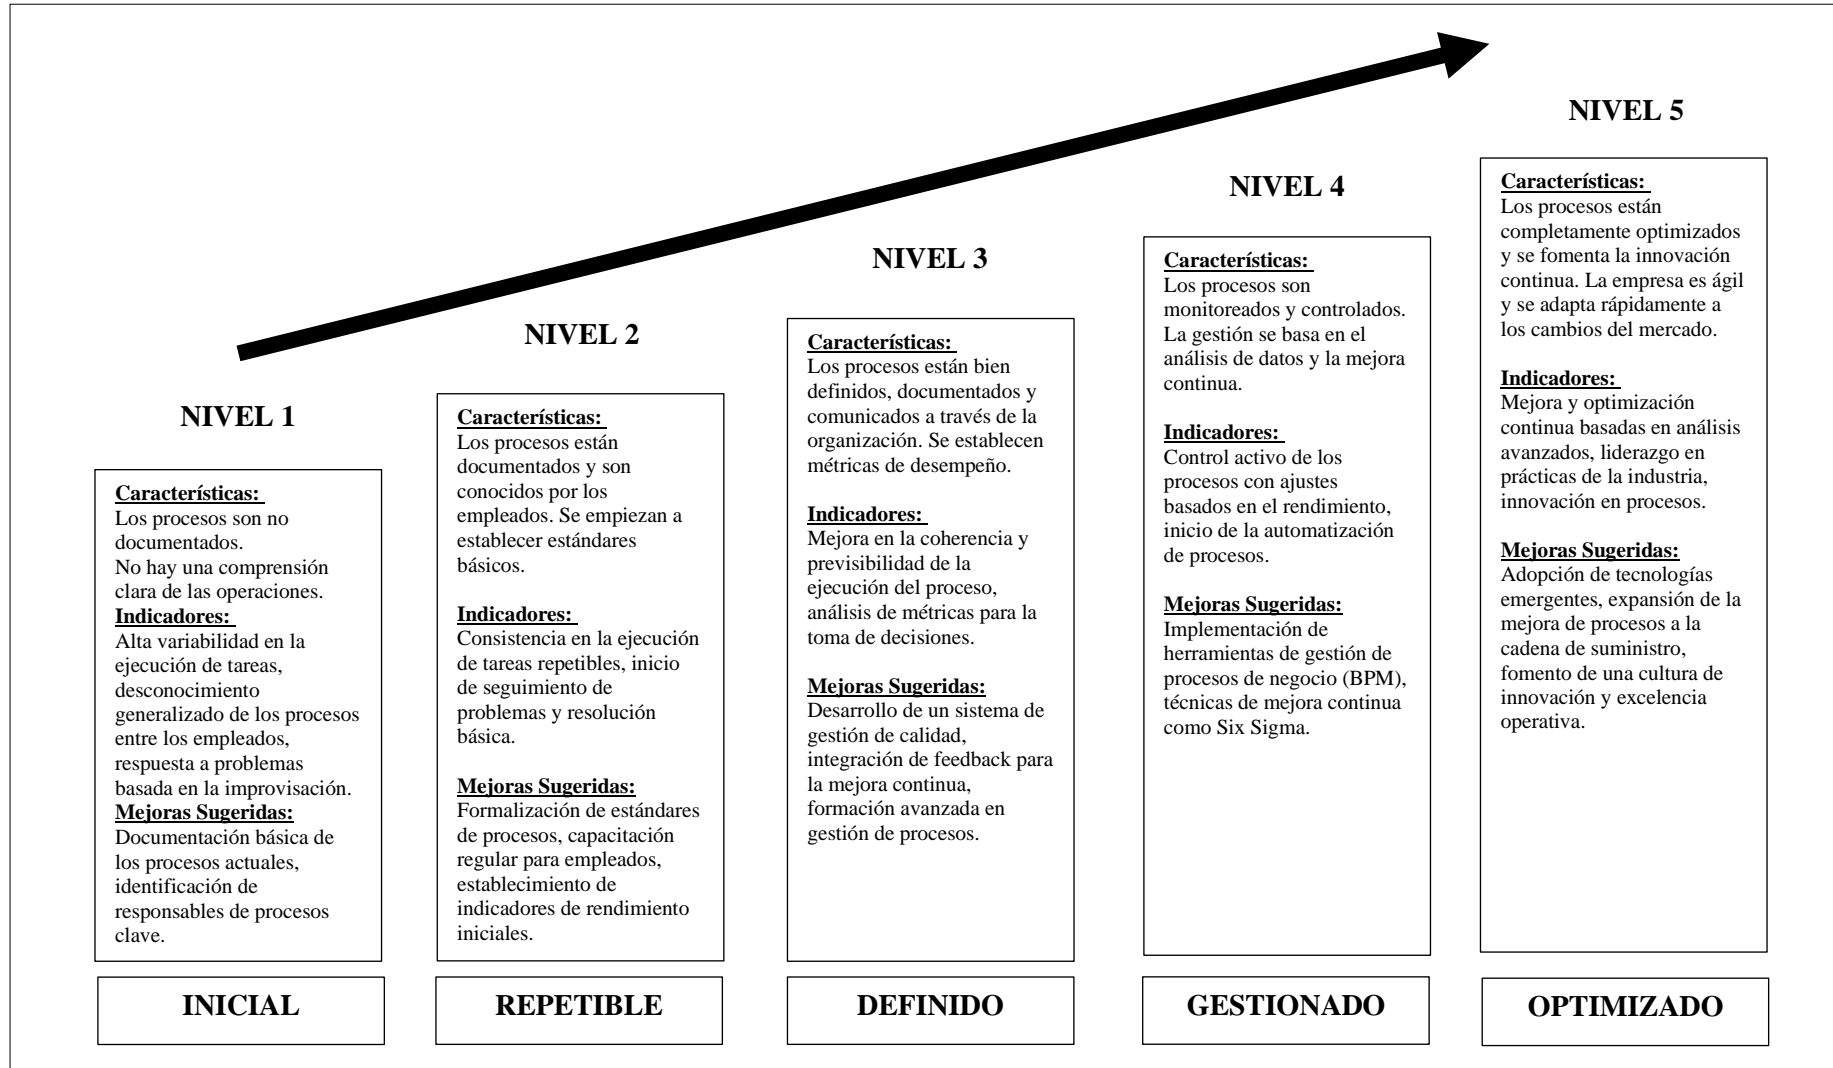 NIVEL 1
Características:
Los procesos son no
documentados.
No hay una comprensión
clara de las operaciones.
Indicadores:
Alta variabilidad en la
ejecución de tareas,
desconocimiento
generalizado de los procesos
entre los empleados,
respuesta a problemas
basada en la improvisación.
Mejoras Sugeridas:
Documentación básica de
los procesos actuales,
identificación de
responsables de procesos
clave.
INICIAL
NIVEL 2
Características:
Los procesos están
documentados y son
conocidos por los
empleados. Se empiezan a
establecer estándares
básicos.
Indicadores:
Consistencia en la ejecución
de tareas repetibles, inicio
de seguimiento de
problemas y resolución
básica.
Mejoras Sugeridas:
Formalización de estándares
de procesos, capacitación
regular para empleados,
establecimiento de
indicadores de rendimiento
iniciales.
REPETIBLE
NIVEL 3
Características:
Los procesos están bien
definidos, documentados y
comunicados a través de la
organización. Se establecen
métricas de desempeño.
Indicadores:
Mejora en la coherencia y
previsibilidad de la
ejecución del proceso,
análisis de métricas para la
toma de decisiones.
Mejoras Sugeridas:
Desarrollo de un sistema de
gestión de calidad,
integración de feedback para
la mejora continua,
formación avanzada en
gestión de procesos.
DEFINIDO
NIVEL 4
Características:
Los procesos son
monitoreados y controlados.
La gestión se basa en el
análisis de datos y la mejora
continua.
Indicadores:
Control activo de los
procesos con ajustes
basados en el rendimiento,
inicio de la automatización
de procesos.
Mejoras Sugeridas:
Implementación de
herramientas de gestión de
procesos de negocio (BPM),
técnicas de mejora continua
como Six Sigma.
GESTIONADO
NIVEL 5
Características:
Los procesos están
completamente optimizados
y se fomenta la innovación
continua. La empresa es ágil
y se adapta rápidamente a
los cambios del mercado.
Indicadores:
Mejora y optimización
continua basadas en análisis
avanzados, liderazgo en
prácticas de la industria,
innovación en procesos.
Mejoras Sugeridas:
Adopción de tecnologías
emergentes, expansión de la
mejora de procesos a la
cadena de suministro,
fomento de una cultura de
innovación y excelencia
operativa.
OPTIMIZADO